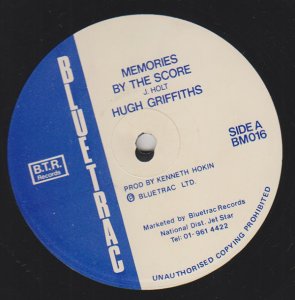 BLUETRAC
B.T.R.
Records
MEMORIES
BY THE SCORE
J. HOLT
HUGH GRIFFITHS
SIDE A
BM016
PROD BY KENNETH HOKIN
© BLUETRAC LTD.
Marketed by Bluetrac Records
National Dist. Jet Star
Tel: 01-961 4422
UNAUTHORISED COPYING PROHIBITED